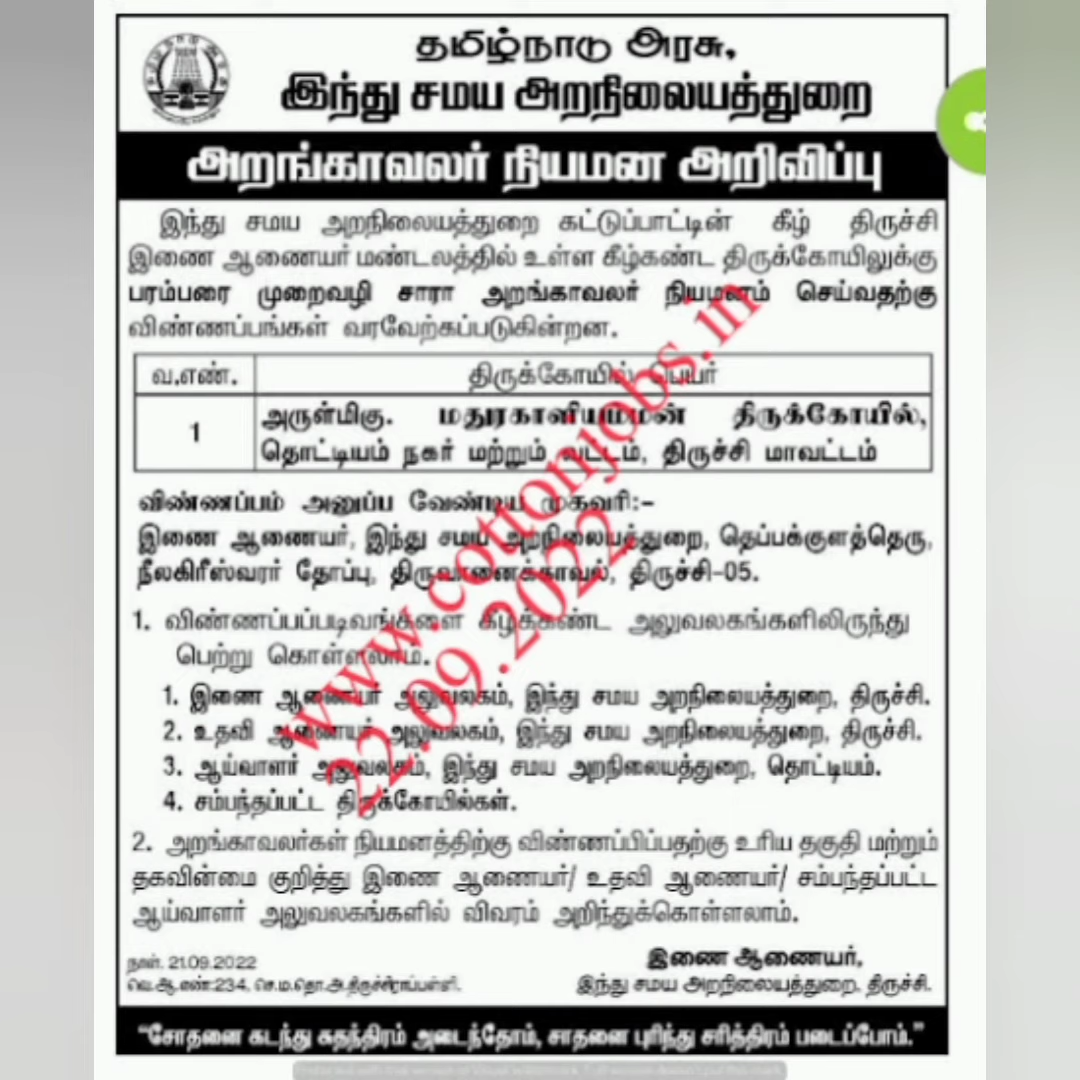 தமிழ்நாடு அரசு,
இந்து சமய அறநிலையத்துறை
அறங்காவலர் நியமன அறிவிப்பு
இந்து சமய அறநிலையத்துறை கட்டுப்பாட்டின் கீழ் திருச்சி
இணை ஆணையர் மண்டலத்தில் உள்ள கீழ்கண்ட திருக்கோயிலுக்கு
பரம்பரை முறைவழி சாரா அறங்காவலர் நியமனம் செய்வதற்கு
விண்ணப்பங்கள் வரவேற்கப்படுகின்றன.
வ.எண். திருக்கோயில் பெயர்
1 அருள்மிகு. மதுரகாளியம்மன் திருக்கோயில்,
தொட்டியம் நகர் மற்றும் வட்டம், திருச்சி மாவட்டம்
விண்ணப்பம் அனுப்ப வேண்டிய முகவரி:-
இணை ஆணையர், இந்து சமய அறநிலையத்துறை, தெப்பக்குளத்தெரு,
நீலகிரீஸ்வரர் தோப்பு, திருவானைக்காவல், திருச்சி-05.
1. விண்ணப்பப்படிவங்களை கீழ்க்கண்ட அலுவலகங்களிலிருந்து
பெற்று கொள்ளலாம்.
1. இணை ஆணையர் அலுவலகம், இந்து சமய அறநிலையத்துறை, திருச்சி.
2. உதவி ஆணையர் அலுவலகம், இந்து சமய அறநிலையத்துறை, திருச்சி.
3. ஆய்வாளர் அலுவலகம், இந்து சமய அறநிலையத்துறை, தொட்டியம்.
4. சம்பந்தப்பட்ட திருக்கோயில்கள்.
2. அறங்காவலர்கள் நியமனத்திற்கு விண்ணப்பிப்பதற்கு உரிய தகுதி மற்றும்
தகவின்மை குறித்து இணை ஆணையர்/ உதவி ஆணையர்/ சம்பந்தப்பட்ட
ஆய்வாளர் அலுவலகங்களில் விவரம் அறிந்துக்கொள்ளலாம்.
நாள். 21.09.2022
வெ.ஆ.எண்:234, செ.ம.தொ.அ.திருச்சிராப்பள்ளி.
இணை ஆணையர்,
இந்து சமய அறநிலையத்துறை. திருச்சி.
"சோதனை கடந்து சுதந்திரம் அடைந்தோம், சாதனை புரிந்து சரித்திரம் படைப்போம்."
www.cottonjobs.in
22.09.2022